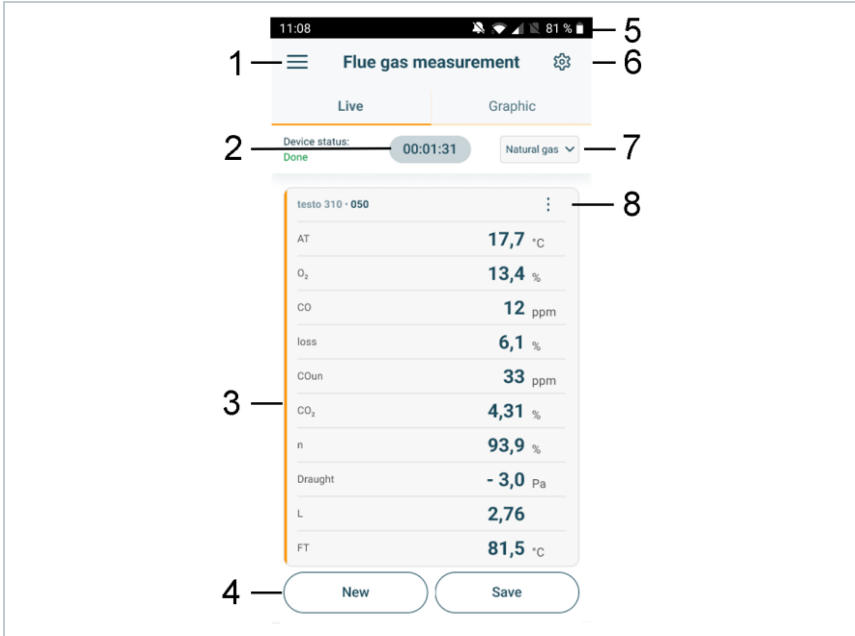 11:08 81 % 5
1 Flue gas measurement 6
Live Graphic
Device status:
Done
2 00:01:31 Natural gas 7
testo 310 · 050 8
AT 17,7 °C
O₂ 13,4 %
CO 12 ppm
loss 6,1 %
COun 33 ppm
3
CO₂ 4,31 %
n 93,9 %
Draught - 3,0 Pa
L 2,76
FT 81,5 °C
4 New Save